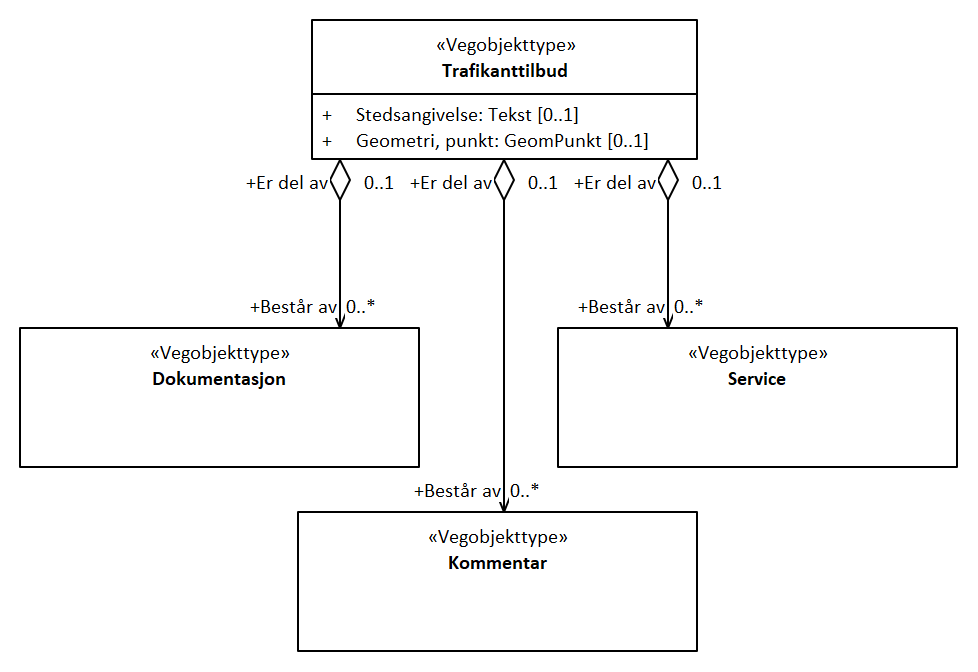 «Vegobjekttype»
Trafikanttilbud
+ Stedsangivelse: Tekst [0..1]
+ Geometri, punkt: GeomPunkt [0..1]
+Er del av 0..1 +Er del av 0..1 +Er del av 0..1
+Består av 0..* +Består av 0..*
«Vegobjekttype» «Vegobjekttype»
Dokumentasjon Service
+Består av 0..*
«Vegobjekttype»
Kommentar